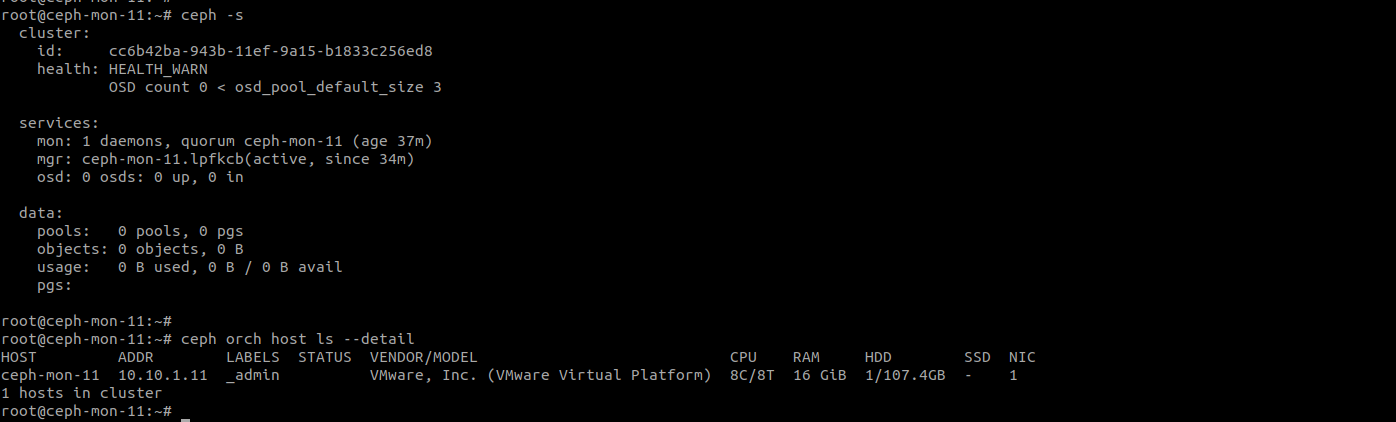 root@ceph-mon-11:~#
root@ceph-mon-11:~# ceph -s
  cluster:
    id:     cc6b42ba-943b-11ef-9a15-b1833c256ed8
    health: HEALTH_WARN
            OSD count 0 < osd_pool_default_size 3

  services:
    mon: 1 daemons, quorum ceph-mon-11 (age 37m)
    mgr: ceph-mon-11.lpfkcb(active, since 34m)
    osd: 0 osds: 0 up, 0 in

  data:
    pools:   0 pools, 0 pgs
    objects: 0 objects, 0 B
    usage:   0 B used, 0 B / 0 B avail
    pgs:

root@ceph-mon-11:~#
root@ceph-mon-11:~# ceph orch host ls --detail
HOST         ADDR        LABELS  STATUS  VENDOR/MODEL                            CPU    RAM     HDD        SSD  NIC
ceph-mon-11  10.10.1.11  _admin          VMware, Inc. (VMware Virtual Platform)  8C/8T  16 GiB  1/107.4GB  -    1
1 hosts in cluster
root@ceph-mon-11:~#